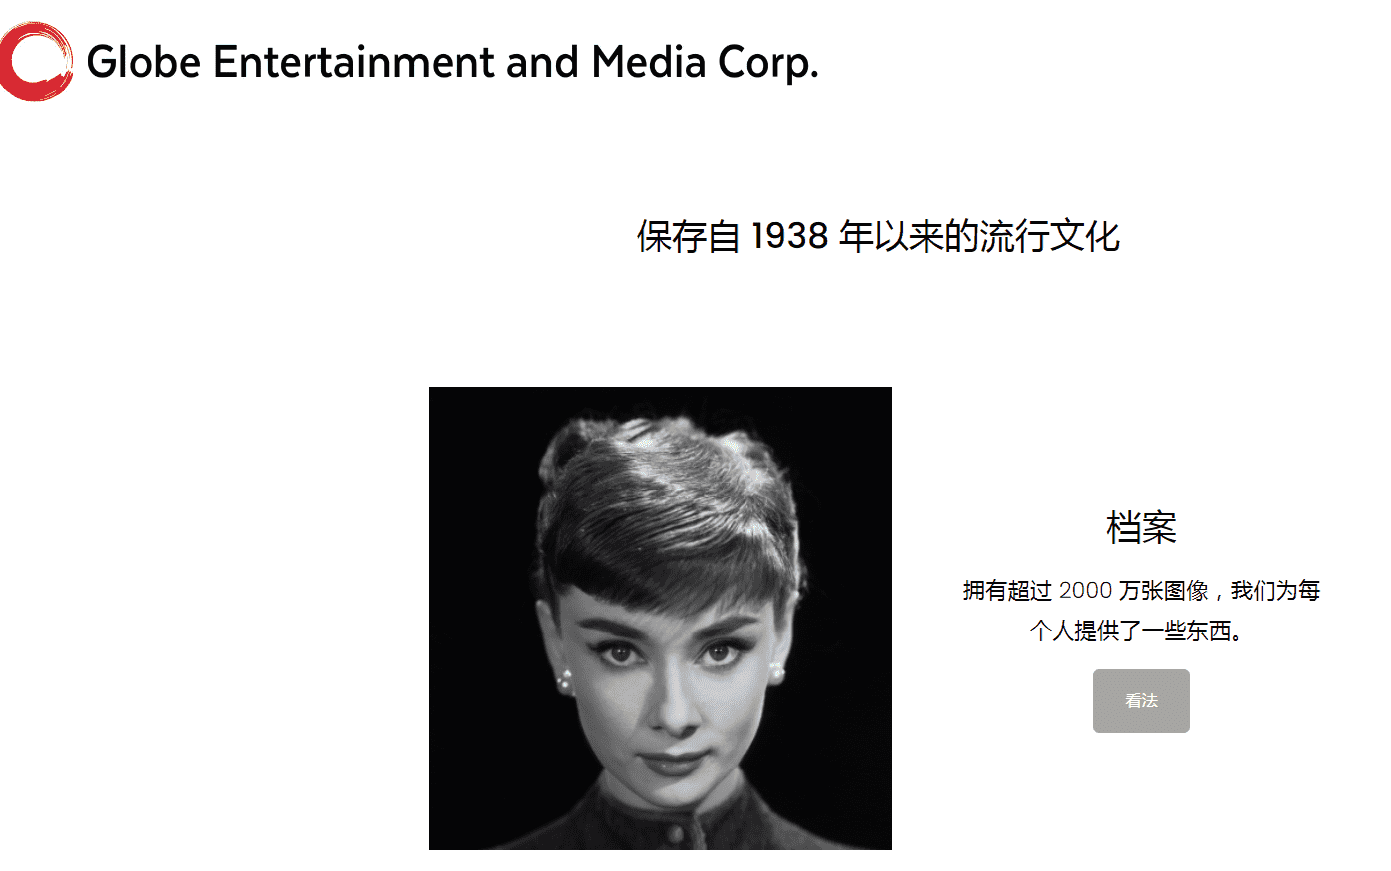 Globe Entertainment and Media Corp.
保存自 1938 年以来的流行文化
档案
拥有超过 2000 万张图像，我们为每
个人提供了一些东西。
看法